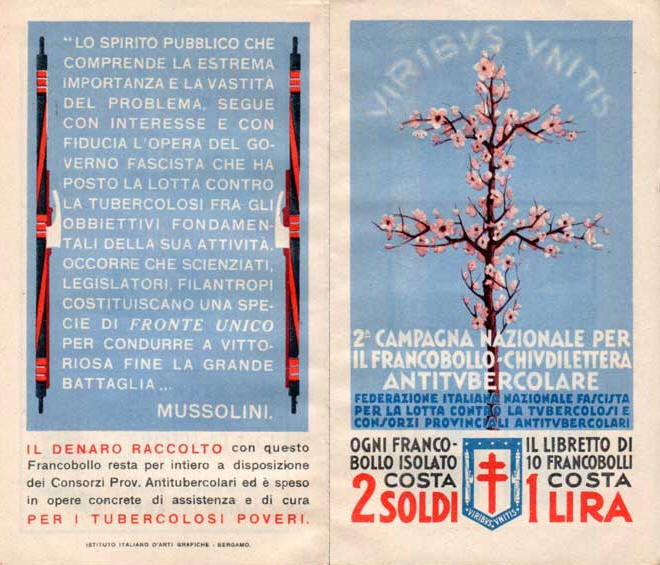 “LO SPIRITO PUBBLICO CHE
COMPRENDE LA ESTREMA
IMPORTANZA E LA VASTITÀ
DEL PROBLEMA, SEGUE
CON INTERESSE E CON
FIDUCIA L'OPERA DEL GO-
VERNO FASCISTA CHE HA
POSTO LA LOTTA CONTRO
LA TUBERCOLOSI FRA GLI
OBBIETTIVI FONDAMEN-
TALI DELLA SUA ATTIVITÀ.
OCCORRE CHE SCIENZIATI,
LEGISLATORI, FILANTROPI
COSTITUISCANO UNA SPE-
CIE DI FRONTE UNICO
PER CONDURRE A VITTO-
RIOSA FINE LA GRANDE
BATTAGLIA ,,,
MUSSOLINI.
IL DENARO RACCOLTO con questo
Francobollo resta per intiero a disposizione
dei Consorzi Prov. Antitubercolari ed è speso
in opere concrete di assistenza e di cura
PER I TUBERCOLOSI POVERI.
ISTITUTO ITALIANO D'ARTI GRAFICHE - BERGAMO.
VIRIBVS VNITIS
2ª CAMPAGNA NAZIONALE PER
IL FRANCOBOLLO-CHIVDILETTERA
ANTITVBERCOLARE
FEDERAZIONE ITALIANA NAZIONALE FASCISTA
PER LA LOTTA CONTRO LA TVBERCOLOSI E
CONSORZI PROVINCIALI ANTITVBERCOLARI
OGNI FRANCO-
BOLLO ISOLATO
COSTA
2 SOLDI
VIRIBVS VNITIS
IL LIBRETTO DI
10 FRANCOBOLLI
COSTA
1 LIRA